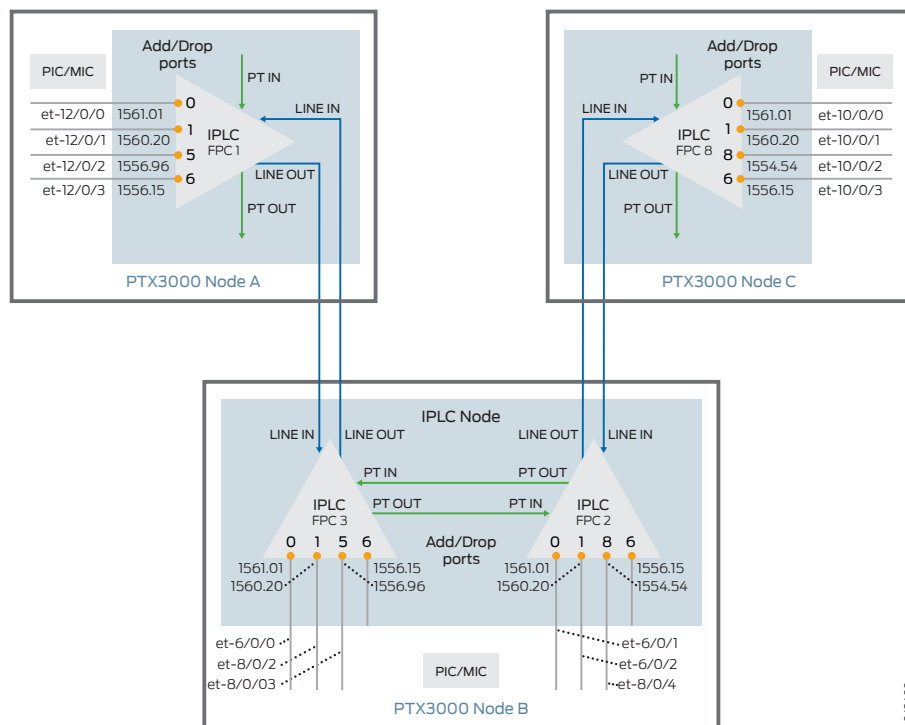 Add/Drop
ports
PIC/MIC
PT IN
LINE IN
et-12/0/0 1561.01 0
et-12/0/1 1560.20 1
et-12/0/2 1556.96 5
et-12/0/3 1556.15 6
IPLC
FPC 1
LINE OUT
PT OUT
PTX3000 Node A
Add/Drop
ports
PIC/MIC
PT IN
LINE IN
0 1561.01 et-10/0/0
1 1560.20 et-10/0/1
8 1554.54 et-10/0/2
6 1556.15 et-10/0/3
IPLC
FPC 8
LINE OUT
PT OUT
PTX3000 Node C
IPLC Node
LINE IN LINE OUT LINE OUT LINE IN
PT IN PT OUT
PT OUT PT IN
IPLC
FPC 3
IPLC
FPC 2
0 1 5 6
Add/Drop
ports
0 1 8 6
1561.01 1556.15 1561.01 1556.15
1560.20 1556.96 1560.20 1554.54
et-6/0/0 et-6/0/1
et-8/0/2 et-6/0/2
et-8/0/03 et-8/0/4
PIC/MIC
PTX3000 Node B